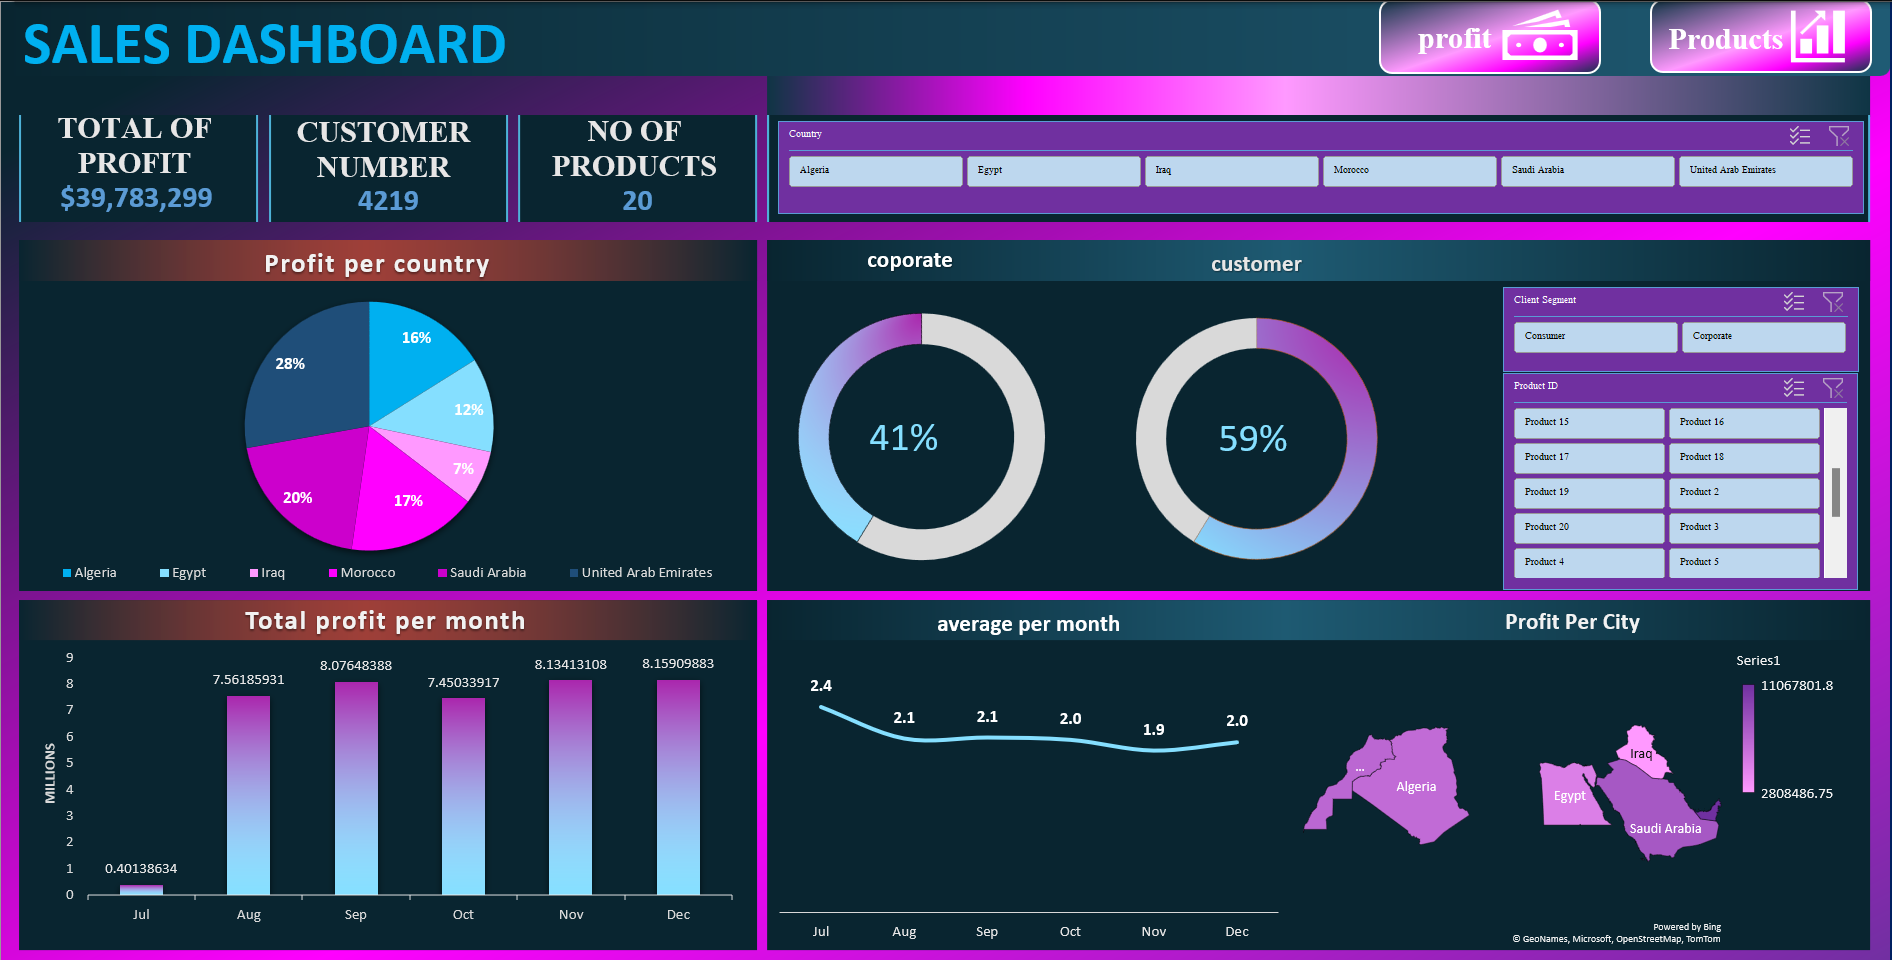 SALES DASHBOARD
profit
Products
TOTAL OF
PROFIT
$39,783,299
CUSTOMER
NUMBER
4219
NO OF
PRODUCTS
20
Country
Algeria
Egypt
Iraq
Morocco
Saudi Arabia
United Arab Emirates
Profit per country
16%
12%
7%
17%
20%
28%
Algeria
Egypt
Iraq
Morocco
Saudi Arabia
United Arab Emirates
coporate
customer
41%
59%
Client Segment
Consumer
Corporate
Product ID
Product 15
Product 16
Product 17
Product 18
Product 19
Product 2
Product 20
Product 3
Product 4
Product 5
Total profit per month
MILLIONS
9
8
7
6
5
4
3
2
1
0
0.40138634
7.56185931
8.07648388
7.45033917
8.13413108
8.15909883
Jul
Aug
Sep
Oct
Nov
Dec
average per month
2.4
2.1
2.1
2.0
1.9
2.0
Jul
Aug
Sep
Oct
Nov
Dec
Profit Per City
Series1
11067801.8
2808486.75
...
Algeria
Iraq
Egypt
Saudi Arabia
Powered by Bing
© GeoNames, Microsoft, OpenStreetMap, TomTom